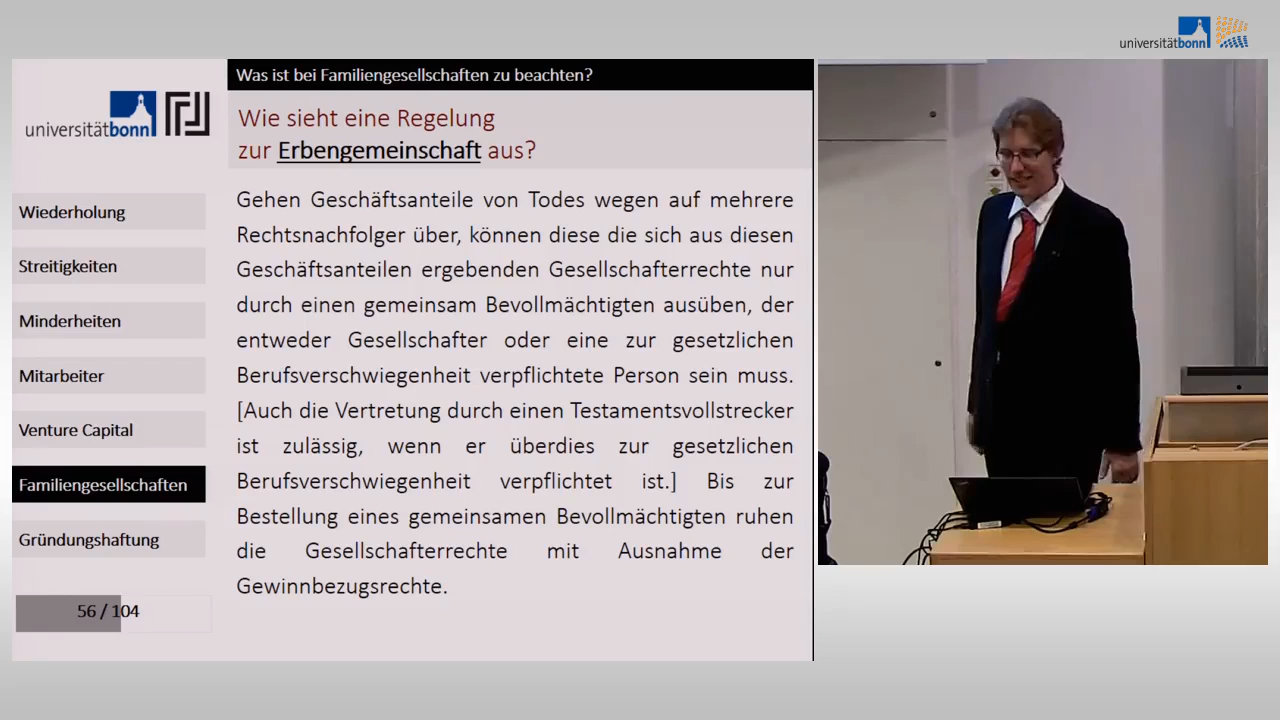 universitätbonn
Was ist bei Familiengesellschaften zu beachten?
universitätbonn
Wie sieht eine Regelung
zur Erbengemeinschaft aus?
Wiederholung
Streitigkeiten
Minderheiten
Mitarbeiter
Venture Capital
Familiengesellschaften
Gründungshaftung
56 / 104
Gehen Geschäftsanteile von Todes wegen auf mehrere
Rechtsnachfolger über, können diese die sich aus diesen
Geschäftsanteilen ergebenden Gesellschafterrechte nur
durch einen gemeinsam Bevollmächtigten ausüben, der
entweder Gesellschafter oder eine zur gesetzlichen
Berufsverschwiegenheit verpflichtete Person sein muss.
[Auch die Vertretung durch einen Testamentsvollstrecker
ist zulässig, wenn er überdies zur gesetzlichen
Berufsverschwiegenheit verpflichtet ist.] Bis zur
Bestellung eines gemeinsamen Bevollmächtigten ruhen
die Gesellschafterrechte mit Ausnahme der
Gewinnbezugsrechte.